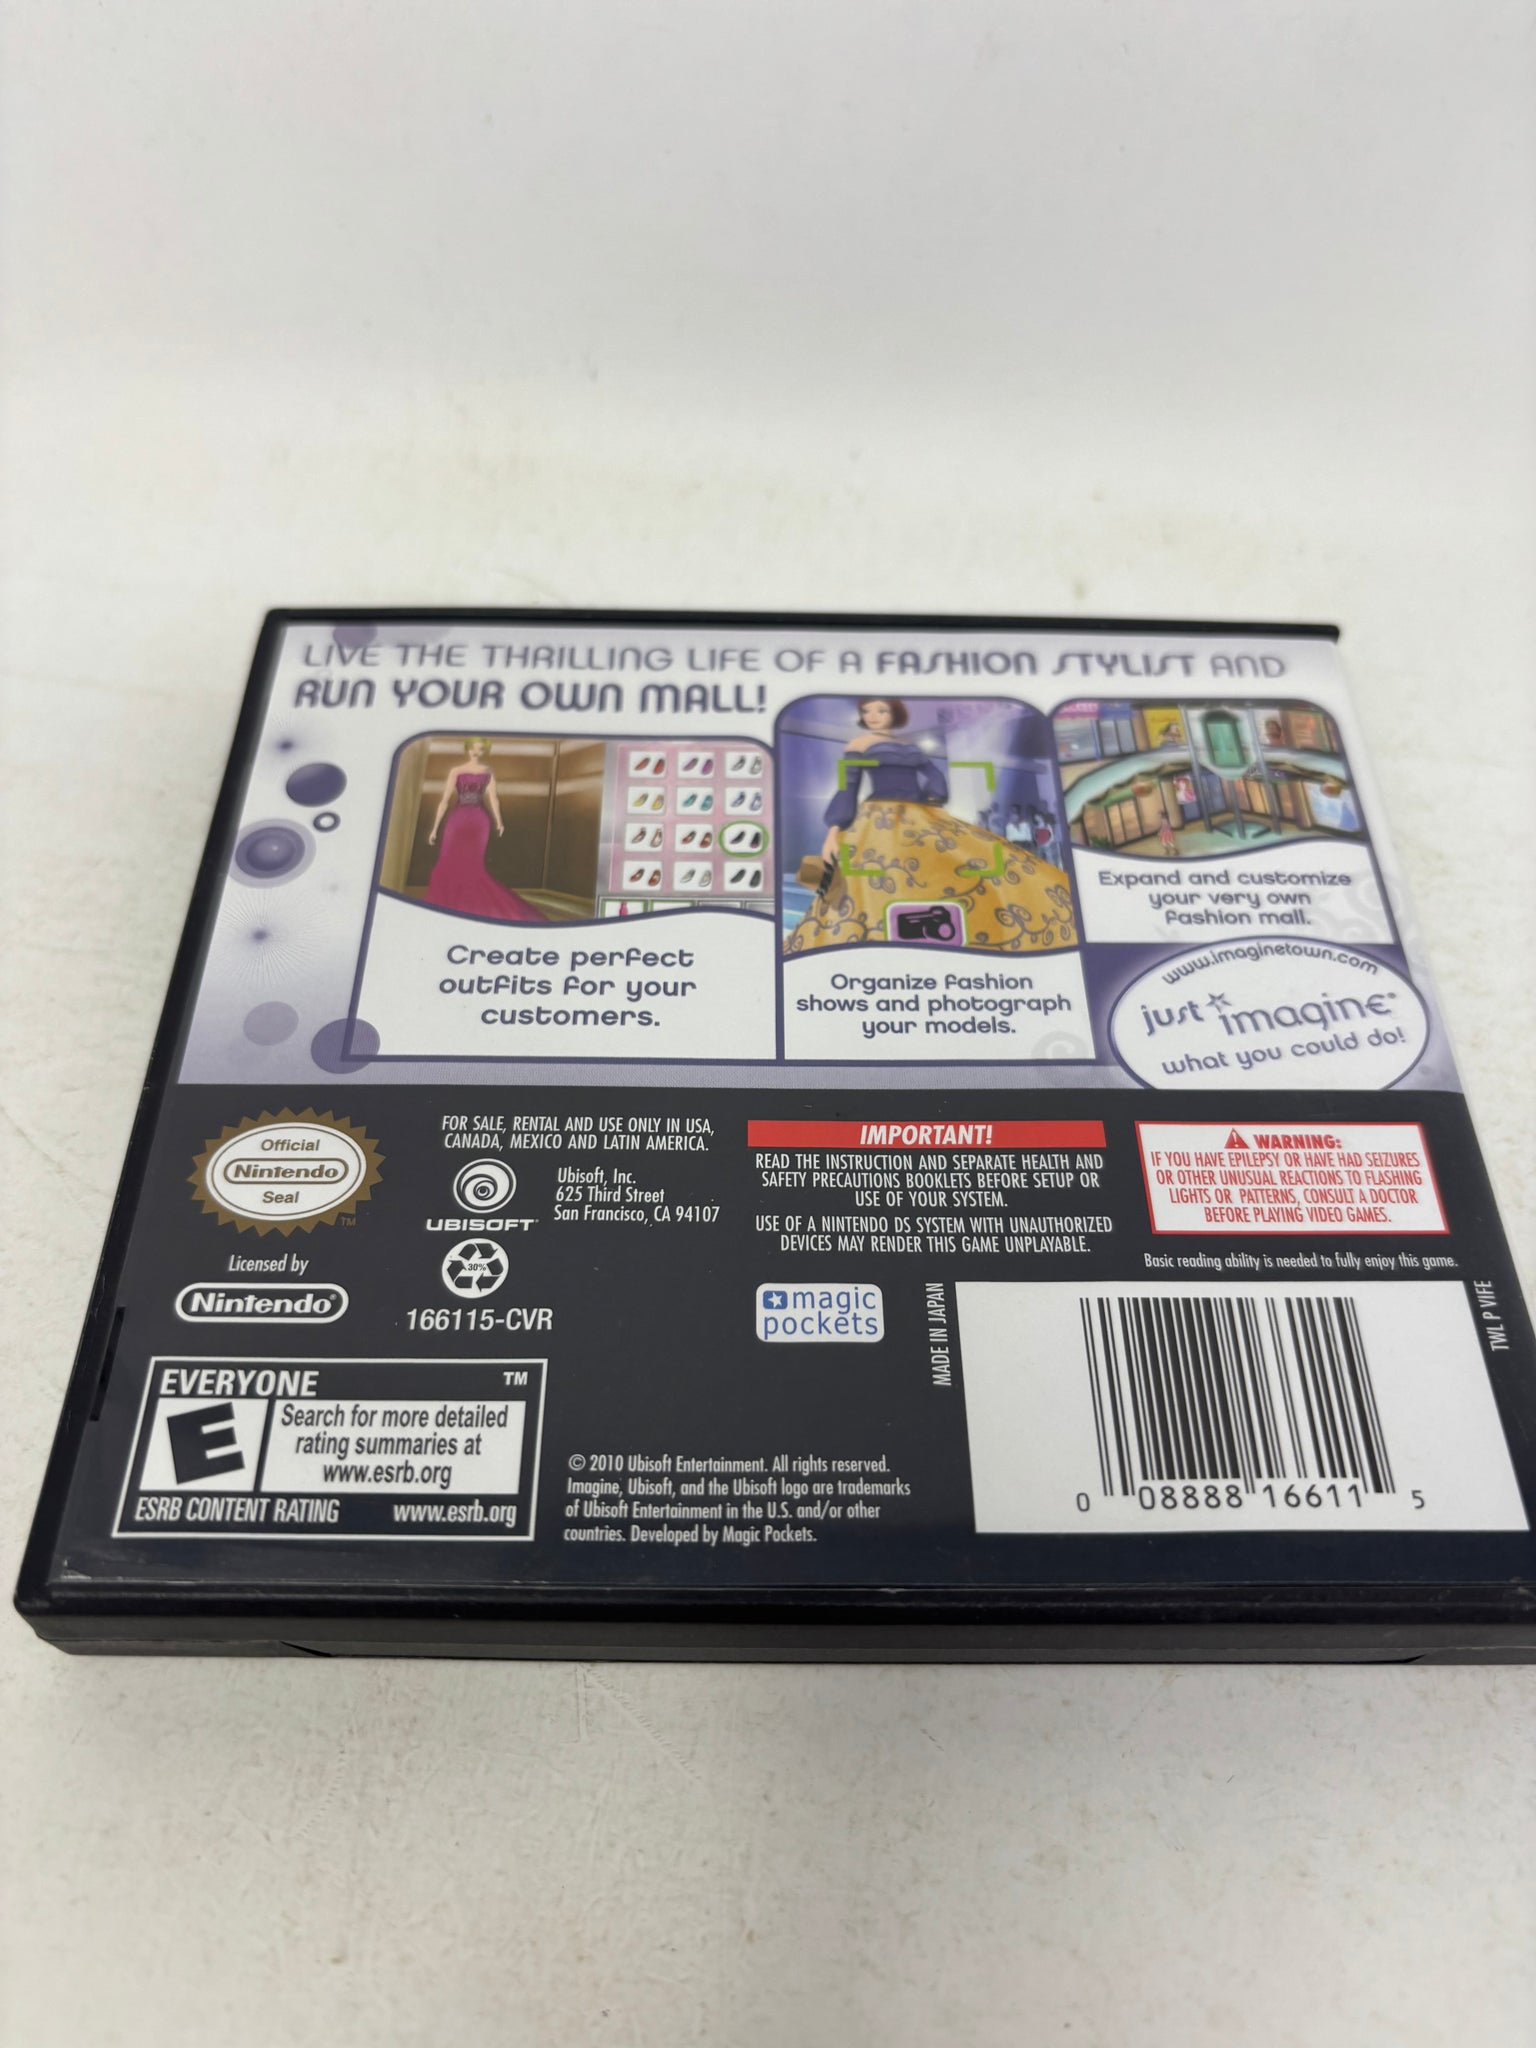 LIVE THE THRILLING LIFE OF A FASHION STYLIST AND
RUN YOUR OWN MALL!
Create perfect
outfits for your
customers.
Organize fashion
shows and photograph
your models.
Expand and customize
your very own
fashion mall.
www.imaginetown.com
just imagine®
what you could do!
Official
Nintendo
Seal
TM
Licensed by
Nintendo®
FOR SALE, RENTAL AND USE ONLY IN USA,
CANADA, MEXICO AND LATIN AMERICA.
UBISOFT™
Ubisoft, Inc.
625 Third Street
San Francisco, CA 94107
30%
166115-CVR
IMPORTANT!
READ THE INSTRUCTION AND SEPARATE HEALTH AND
SAFETY PRECAUTIONS BOOKLETS BEFORE SETUP OR
USE OF YOUR SYSTEM.
USE OF A NINTENDO DS SYSTEM WITH UNAUTHORIZED
DEVICES MAY RENDER THIS GAME UNPLAYABLE.
WARNING:
IF YOU HAVE EPILEPSY OR HAVE HAD SEIZURES
OR OTHER UNUSUAL REACTIONS TO FLASHING
LIGHTS OR PATTERNS, CONSULT A DOCTOR
BEFORE PLAYING VIDEO GAMES.
Basic reading ability is needed to fully enjoy this game.
magic
pockets
MADE IN JAPAN
TWL P VIFE
0 08888 16611 5
EVERYONE TM
E
Search for more detailed
rating summaries at
www.esrb.org
ESRB CONTENT RATING www.esrb.org
© 2010 Ubisoft Entertainment. All rights reserved.
Imagine, Ubisoft, and the Ubisoft logo are trademarks
of Ubisoft Entertainment in the U.S. and/or other
countries. Developed by Magic Pockets.